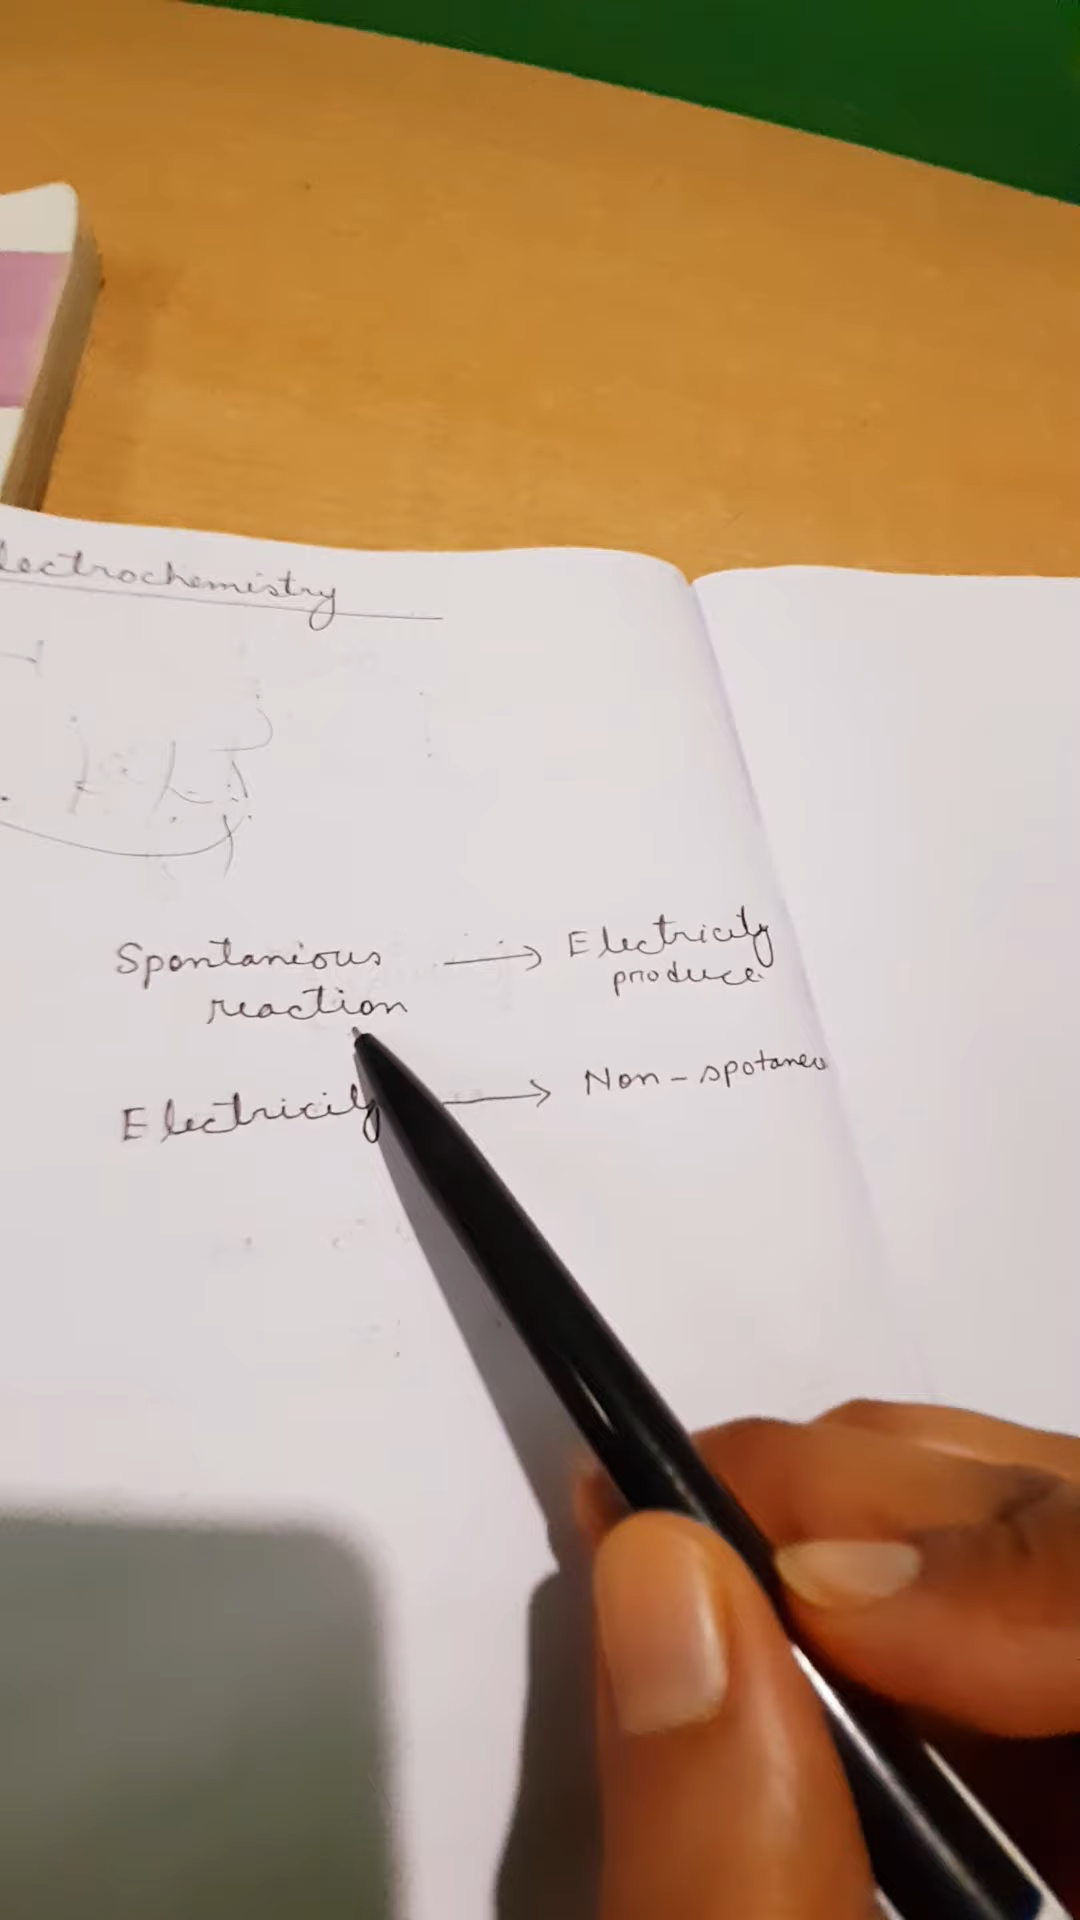 lectrochemistry
Spontanious → Electricity
reaction produce
Electricity → Non-spotaneo